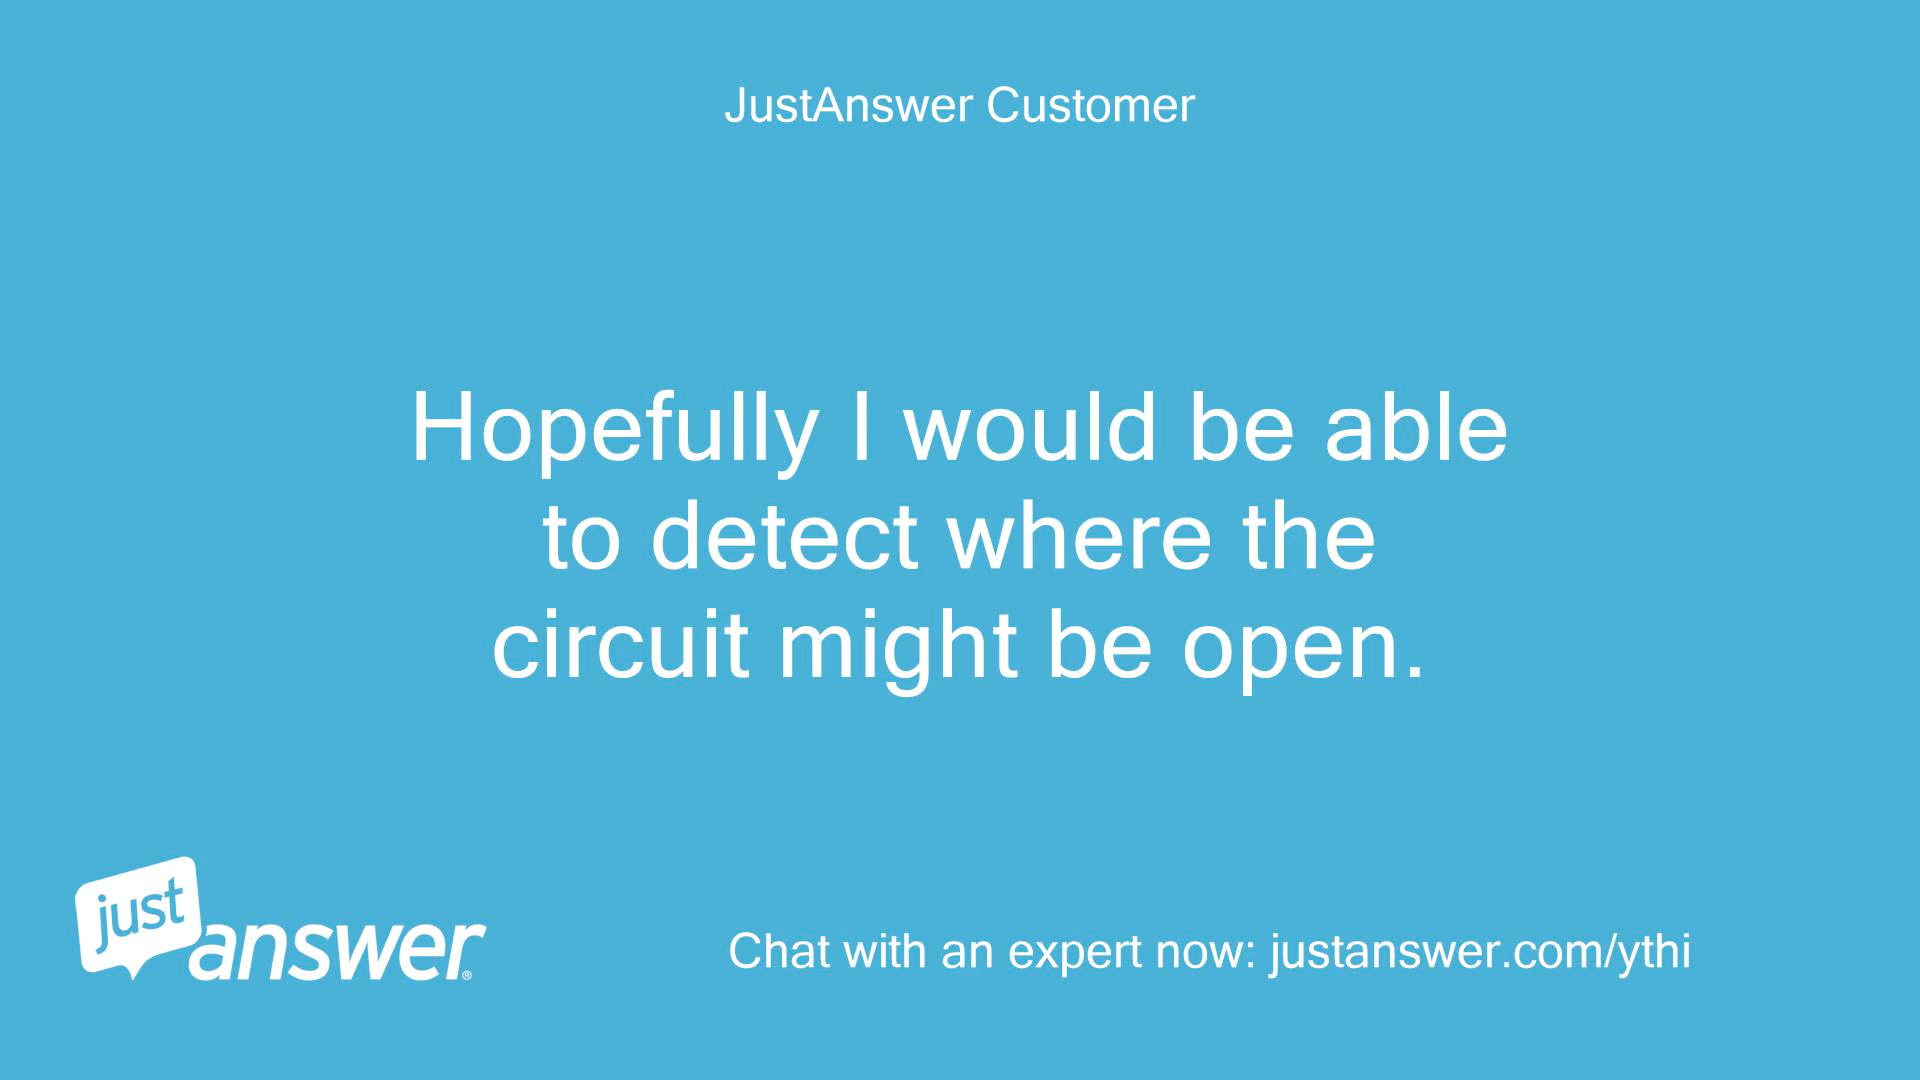 JustAnswer Customer
Hopefully I would be able
to detect where the
circuit might be open.
just
answer®
Chat with an expert now: justanswer.com/ythi